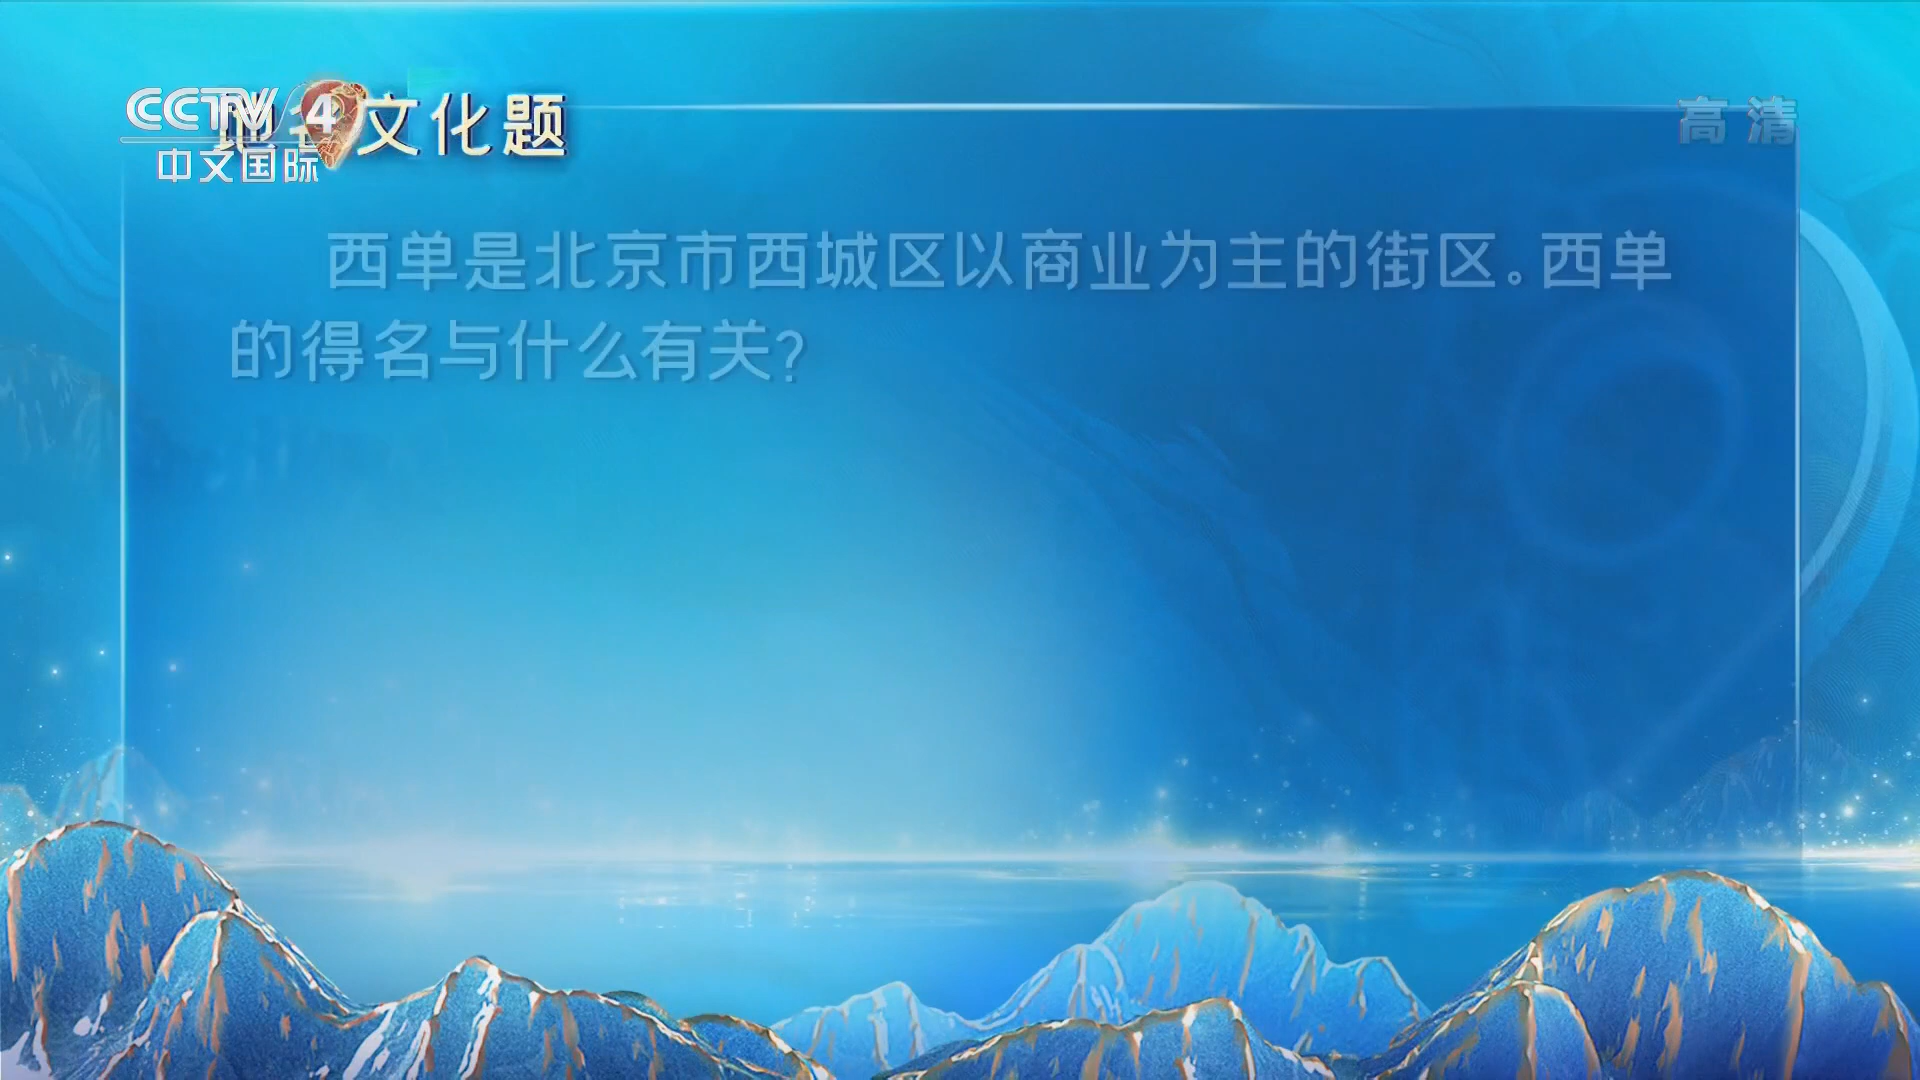 CCTV 4
中文国际
地名文化题
高清
西单是北京市西城区以商业为主的街区。西单
的得名与什么有关?